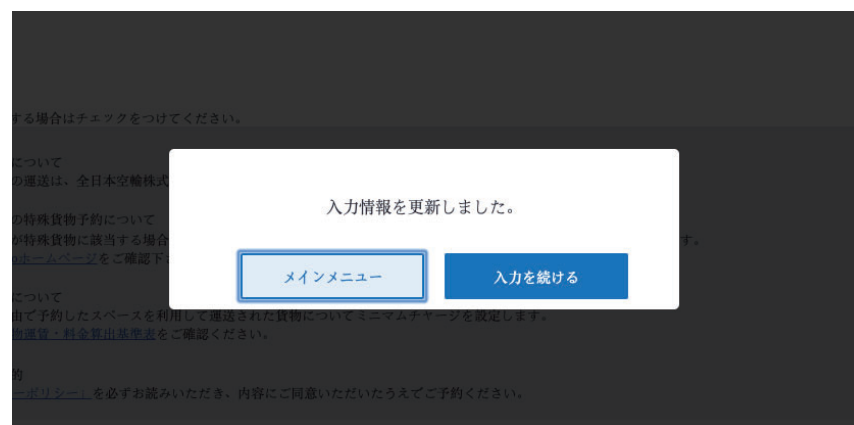 する場合はチェックをつけてください。
について
の運送は、全日本空輸株式
の特殊貨物予約について
が特殊貨物に該当する場合
す。
oホームページをご確認下
入力情報を更新しました。
メインメニュー
入力を続ける
について
由で予約したスペースを利用して運送された貨物についてミニマムチャージを設定します。
物運賃・料金算出基準表をご確認ください。
的
ーポリシー」を必ずお読みいただき、内容にご同意いただいたうえでご予約ください。